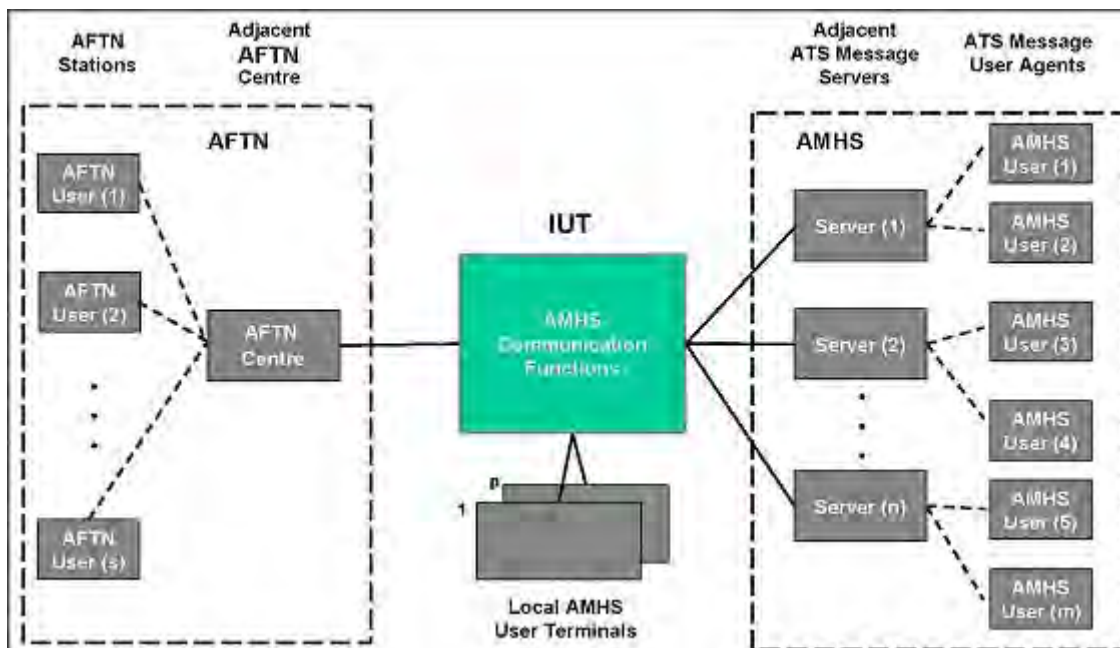 AFTN
Stations
Adjacent
AFTN
Centre
Adjacent
ATS Message
Servers
ATS Message
User Agents
AFTN
AMHS
AFTN
User (1)
AFTN
User (2)
AFTN
Centre
AFTN
User (s)
IUT
AMHS
Communication
Functions
p
1
Local AMHS
User Terminals
Server (1)
Server (2)
Server (n)
AMHS
User (1)
AMHS
User (2)
AMHS
User (3)
AMHS
User (4)
AMHS
User (5)
AMHS
User (m)